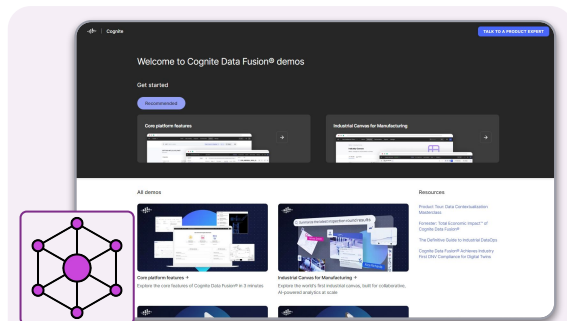 Cognite
TALK TO A PRODUCT EXPERT
Welcome to Cognite Data Fusion® demos
Get started
Recommended
Core platform features
Industrial Canvas for Manufacturing
All demos
Core platform features
Explore the core features of Cognite Data Fusion® in 3 minutes
Industrial Canvas for Manufacturing
Explore the world's first industrial canvas, built for collaborative,
AI-powered analytics at scale
Resources
Product Tour: Data Contextualization
Masterclass
Forrester: Total Economic Impact™ of
Cognite Data Fusion®
The Definitive Guide to Industrial DataOps
Cognite Data Fusion® Achieves Industry
First DNV Compliance for Digital Twins